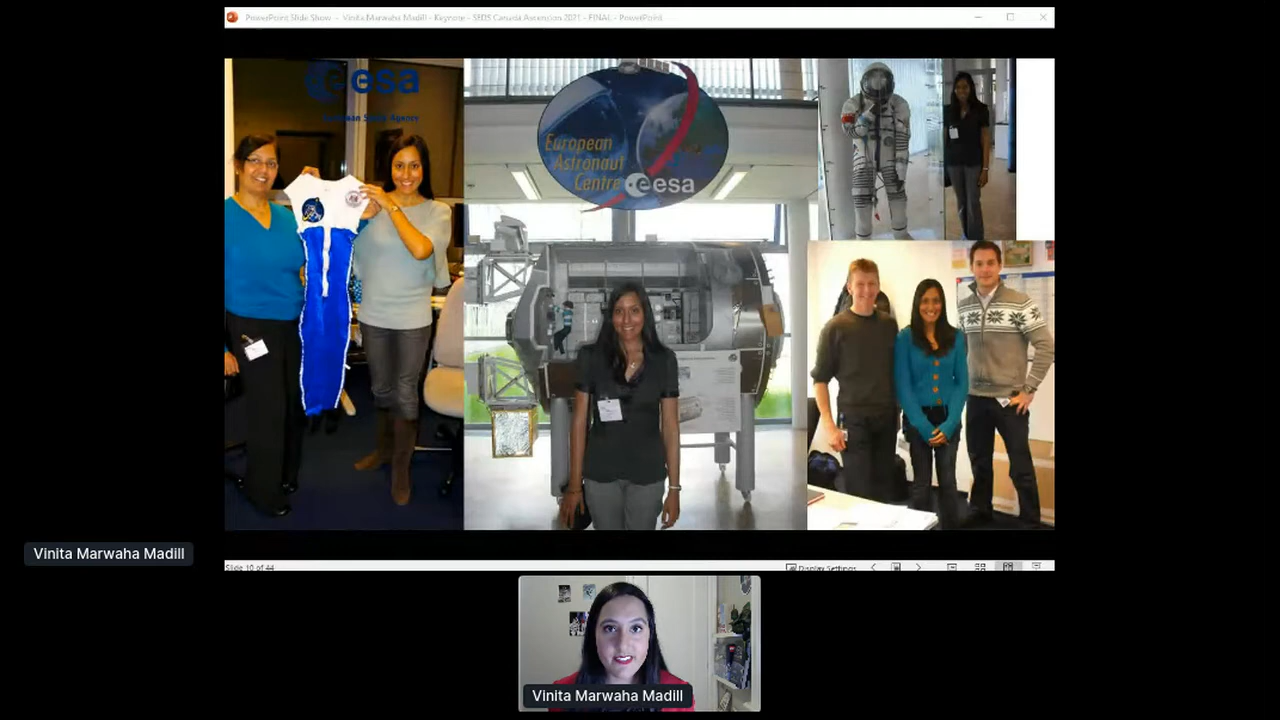 PowerPoint Slide Show - Vinita Marwaha Madill - Keynote - SEDS Canada Ascension 2021 - FINAL - PowerPoint
esa
European Space Agency
European
Astronaut
Centre
esa
Vinita Marwaha Madill
Slide 10 of 44
Display Settings
Vinita Marwaha Madill